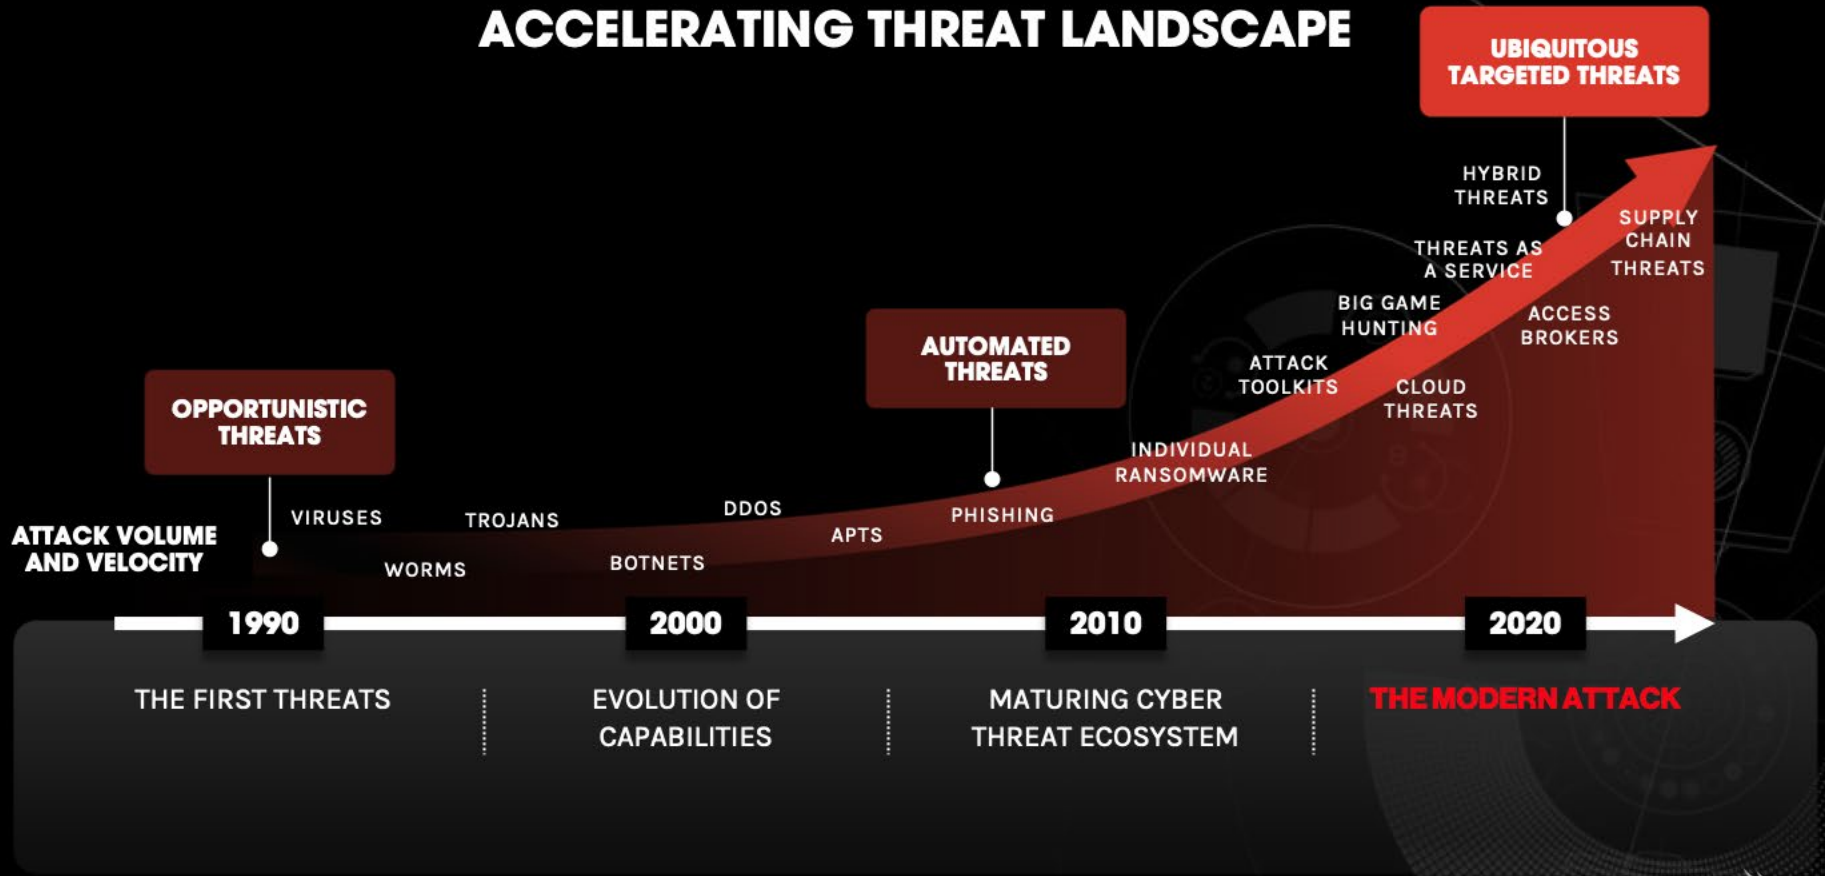 ACCELERATING THREAT LANDSCAPE
UBIQUITOUS
TARGETED THREATS
HYBRID
THREATS
SUPPLY
CHAIN
THREATS
THREATS AS
A SERVICE
BIG GAME
HUNTING
ACCESS
BROKERS
AUTOMATED
THREATS
ATTACK
TOOLKITS
CLOUD
THREATS
OPPORTUNISTIC
THREATS
INDIVIDUAL
RANSOMWARE
VIRUSES
TROJANS
DDOS
PHISHING
ATTACK VOLUME
AND VELOCITY
APTS
WORMS
BOTNETS
1990
2000
2010
2020
THE FIRST THREATS
EVOLUTION OF
CAPABILITIES
MATURING CYBER
THREAT ECOSYSTEM
THE MODERN ATTACK